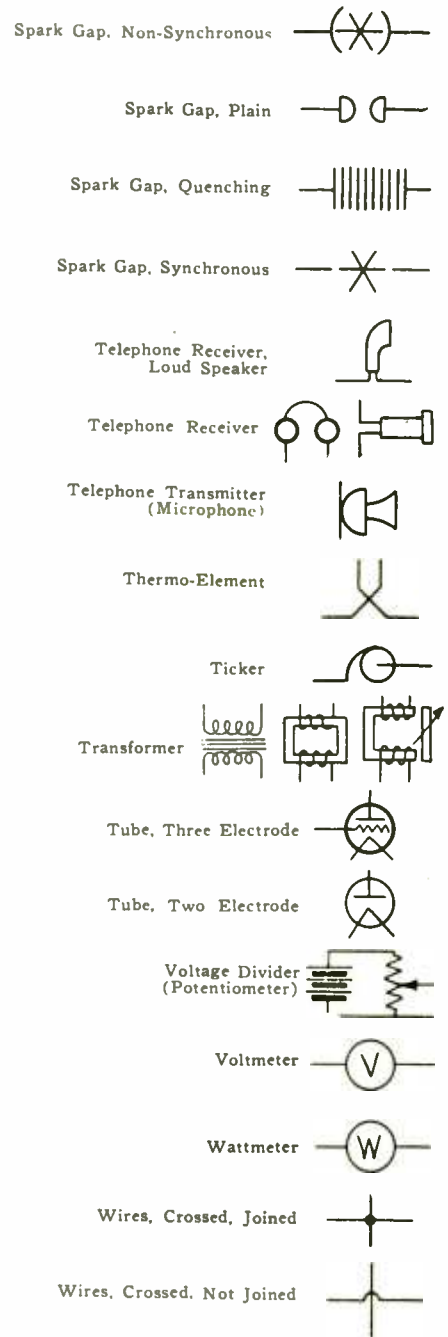 Spark Gap, Non-Synchronous
Spark Gap, Plain
Spark Gap, Quenching
Spark Gap, Synchronous
Telephone Receiver,
Loud Speaker
Telephone Receiver
Telephone Transmitter
(Microphone)
Thermo-Element
Ticker
Transformer
Tube, Three Electrode
Tube, Two Electrode
Voltage Divider
(Potentiometer)
Voltmeter V
Wattmeter W
Wires, Crossed, Joined
Wires, Crossed, Not Joined